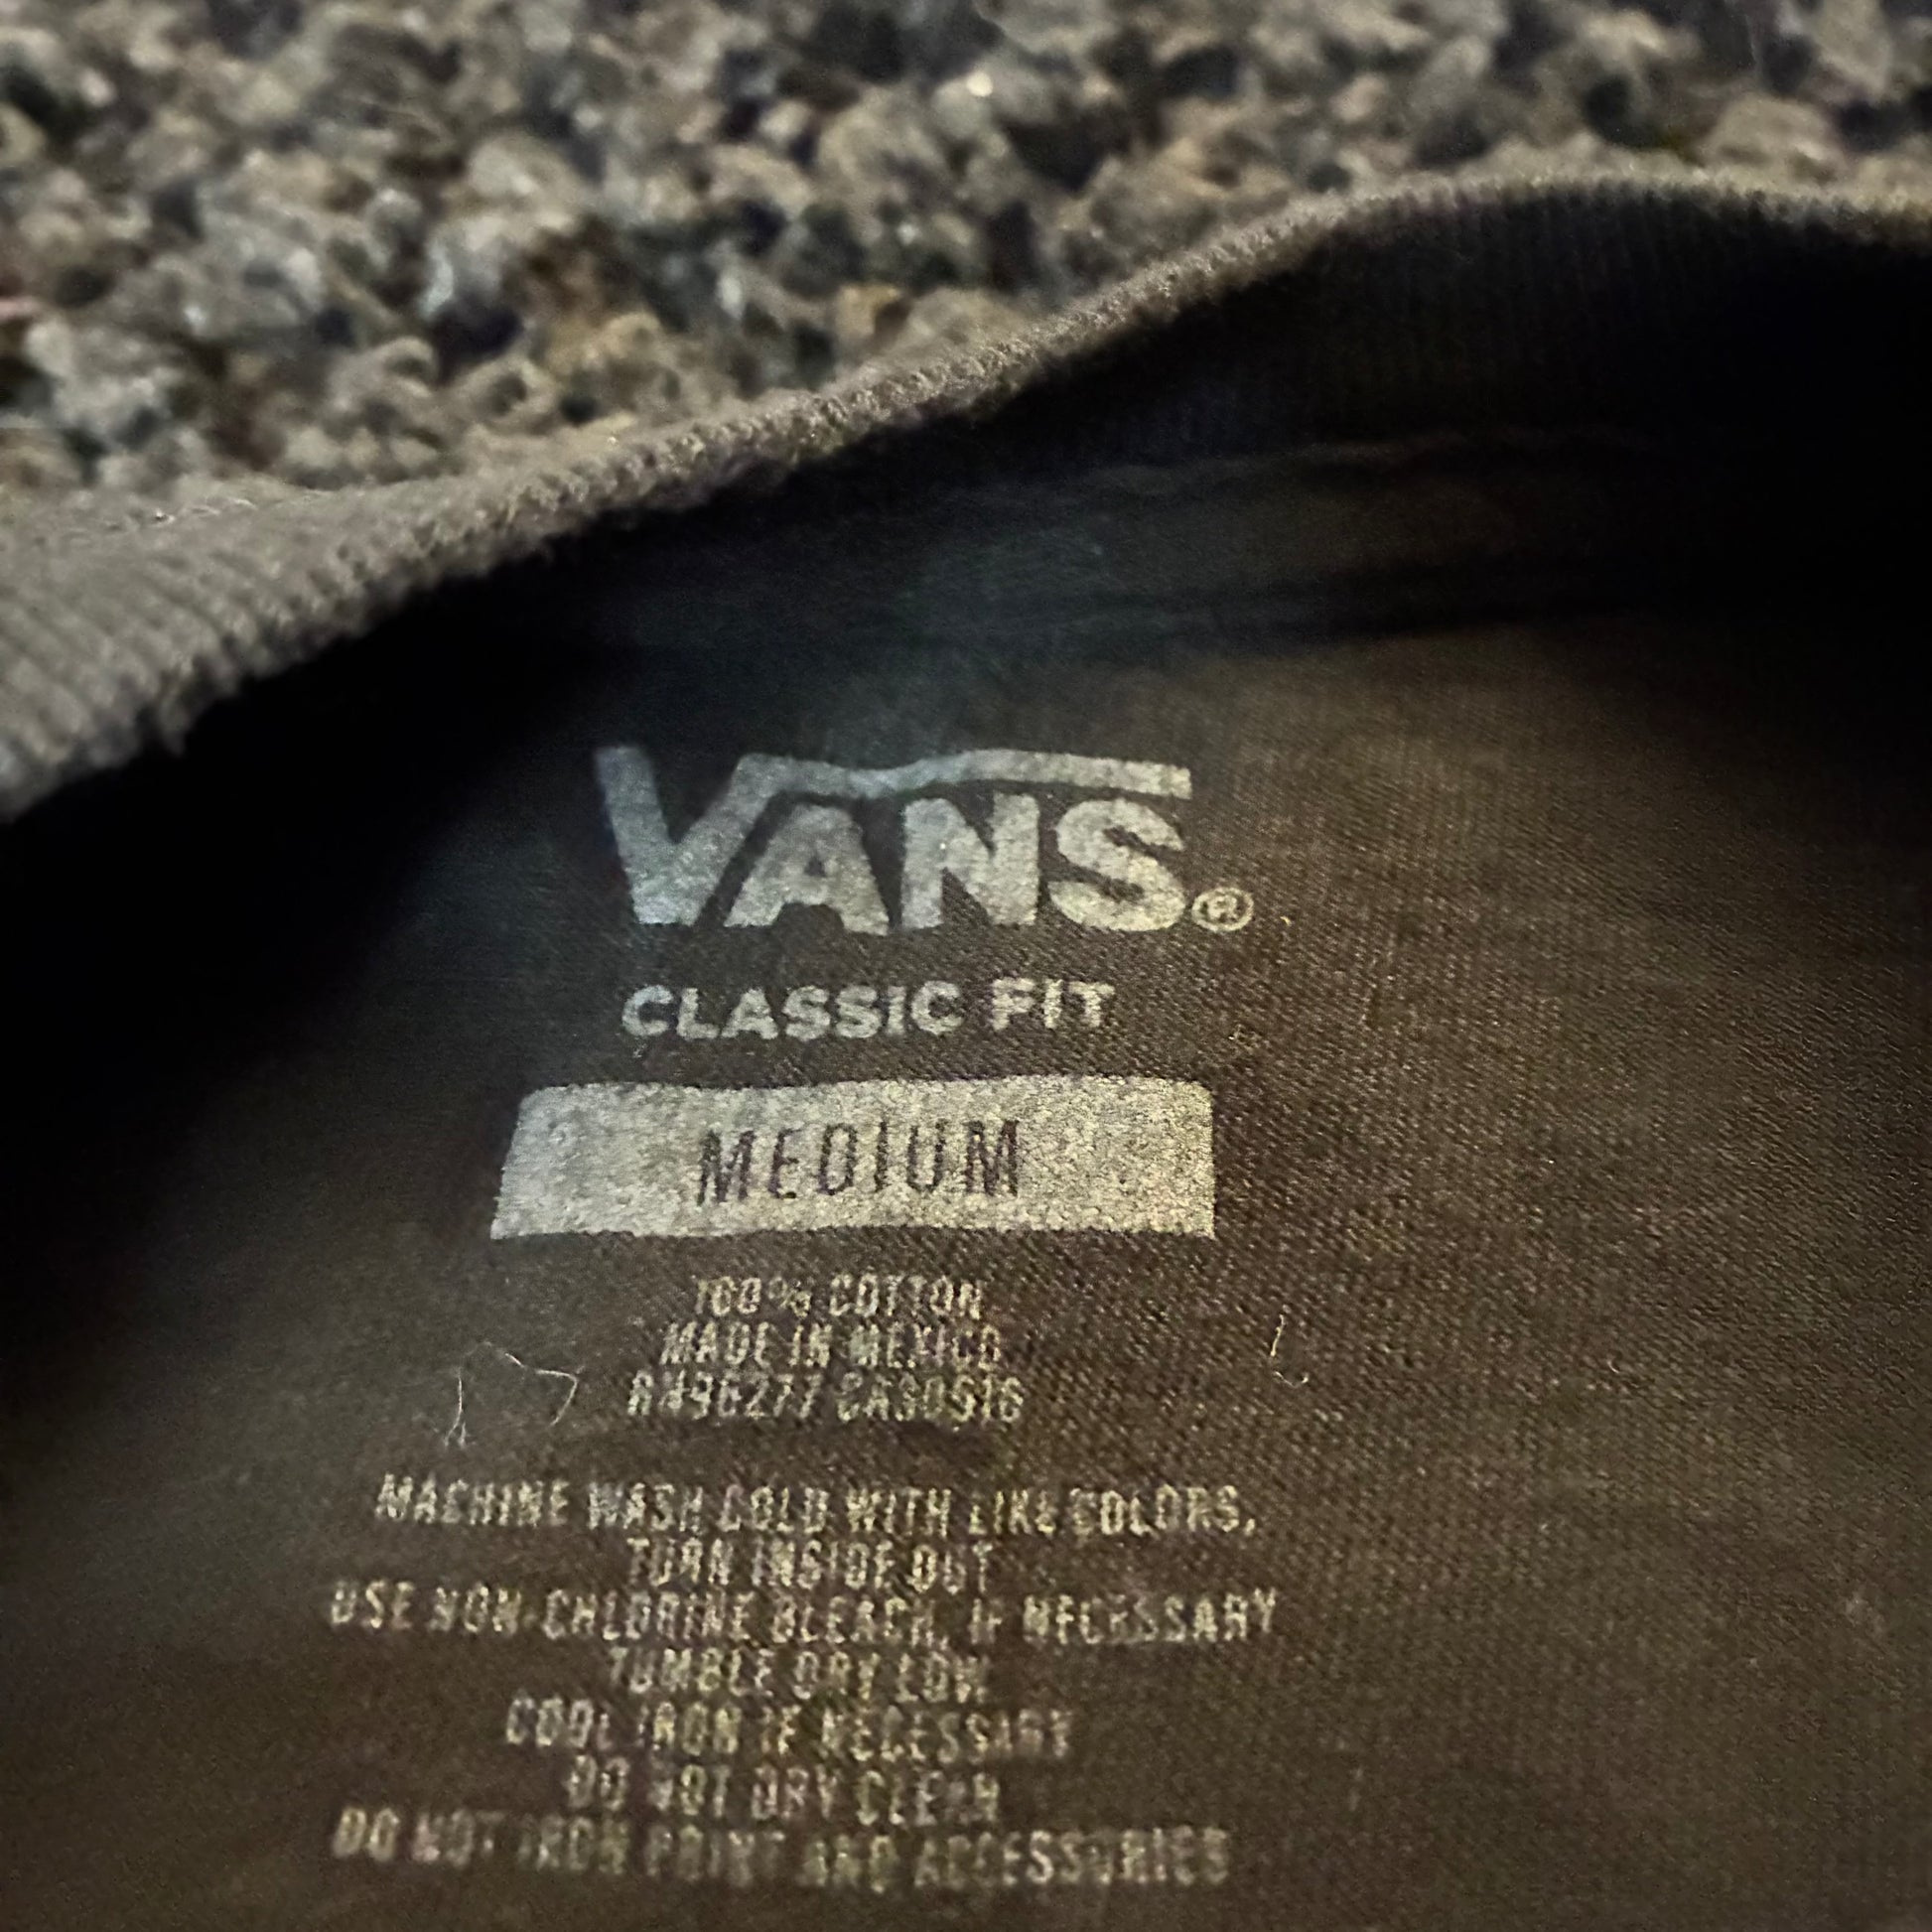 VANS®
CLASSIC FIT
MEDIUM
100% COTTON
MADE IN MEXICO
RN96277 CA30516
MACHINE WASH COLD WITH LIKE COLORS,
TURN INSIDE OUT
USE NON-CHLORINE BLEACH, IF NECESSARY
TUMBLE DRY LOW
COOL IRON IF NECESSARY
DO NOT DRY CLEAN
DO NOT IRON PRINT AND ACCESSORIES